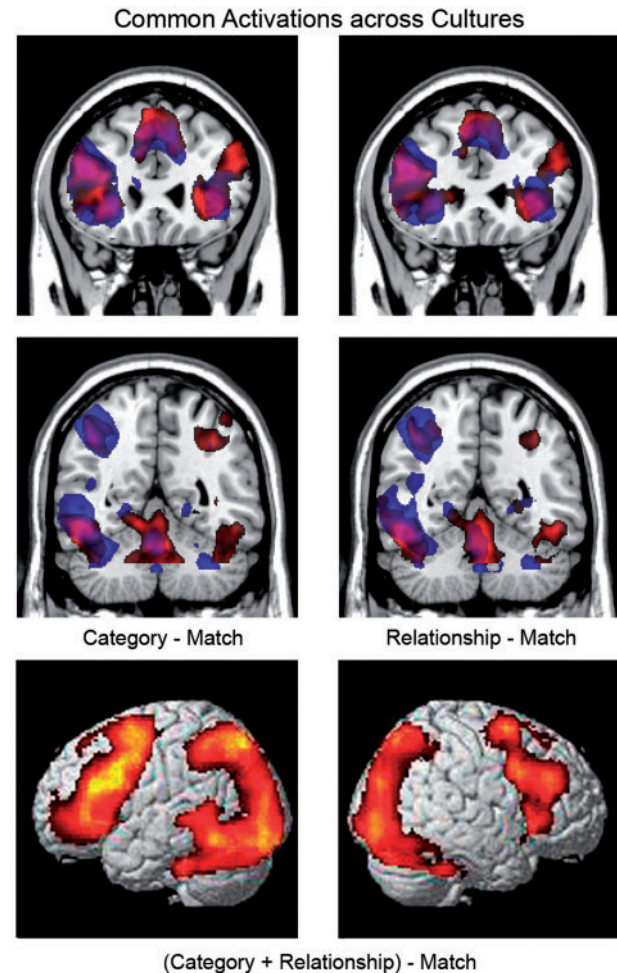 Common Activations across Cultures
Category - Match
Relationship - Match
(Category + Relationship) - Match